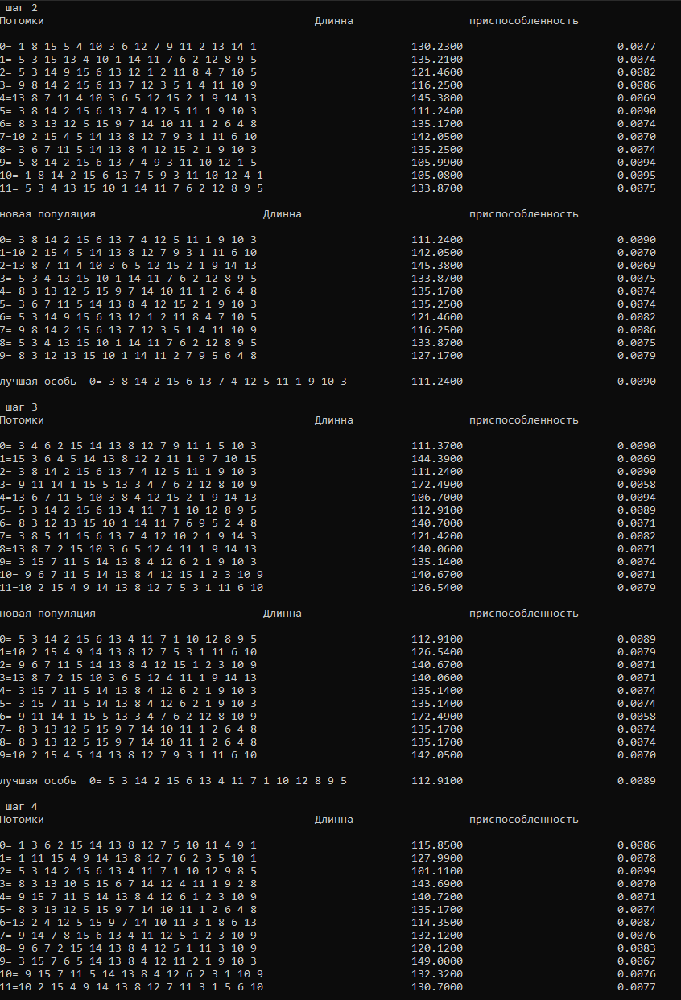 шаг 2
Потомки Длинна приспособленность
0= 1 8 15 5 4 10 3 6 12 7 9 11 2 13 14 1 130.2300 0.0077
1= 5 3 15 13 4 10 1 14 11 7 6 2 12 8 9 5 135.2100 0.0074
2= 5 3 14 9 15 6 13 12 1 2 11 8 4 7 10 5 121.4600 0.0082
3= 9 8 14 2 15 6 13 7 12 3 5 1 4 11 10 9 116.2500 0.0086
4=13 8 7 11 4 10 3 6 5 12 15 2 1 9 14 13 145.3800 0.0069
5= 3 8 14 2 15 6 13 7 4 12 5 11 1 9 10 3 111.2400 0.0090
6= 8 3 13 12 5 15 9 7 14 10 11 1 2 6 4 8 135.1700 0.0074
7=10 2 15 4 5 14 13 8 12 7 9 3 1 11 6 10 142.0500 0.0070
8= 3 6 7 11 5 14 13 8 4 12 15 2 1 9 10 3 135.2500 0.0074
9= 5 8 14 2 15 6 13 7 4 9 3 11 10 12 1 5 105.9900 0.0094
10= 1 8 14 2 15 6 13 7 5 9 3 11 10 12 4 1 105.0800 0.0095
11= 5 3 4 13 15 10 1 14 11 7 6 2 12 8 9 5 133.8700 0.0075
новая популяция Длинна приспособленность
0= 3 8 14 2 15 6 13 7 4 12 5 11 1 9 10 3 111.2400 0.0090
1=10 2 15 4 5 14 13 8 12 7 9 3 1 11 6 10 142.0500 0.0070
2=13 8 7 11 4 10 3 6 5 12 15 2 1 9 14 13 145.3800 0.0069
3= 5 3 4 13 15 10 1 14 11 7 6 2 12 8 9 5 133.8700 0.0075
4= 8 3 13 12 5 15 9 7 14 10 11 1 2 6 4 8 135.1700 0.0074
5= 3 6 7 11 5 14 13 8 4 12 15 2 1 9 10 3 135.2500 0.0074
6= 5 3 14 9 15 6 13 12 1 2 11 8 4 7 10 5 121.4600 0.0082
7= 9 8 14 2 15 6 13 7 12 3 5 1 4 11 10 9 116.2500 0.0086
8= 5 3 4 13 15 10 1 14 11 7 6 2 12 8 9 5 133.8700 0.0075
9= 8 3 12 13 15 10 1 14 11 2 7 9 5 6 4 8 127.1700 0.0079
лучшая особь 0= 3 8 14 2 15 6 13 7 4 12 5 11 1 9 10 3 111.2400 0.0090
шаг 3
Потомки Длинна приспособленность
0= 3 4 6 2 15 14 13 8 12 7 9 11 1 5 10 3 111.3700 0.0090
1=15 3 6 4 5 14 13 8 12 2 11 1 9 7 10 15 144.3900 0.0069
2= 3 8 14 2 15 6 13 7 4 12 5 11 1 9 10 3 111.2400 0.0090
3= 9 11 14 1 15 5 13 3 4 7 6 2 12 8 10 9 172.4900 0.0058
4=13 6 7 11 5 10 3 8 4 12 15 2 1 9 14 13 106.7000 0.0094
5= 5 3 14 2 15 6 13 4 11 7 1 10 12 8 9 5 112.9100 0.0089
6= 8 3 12 13 15 10 1 14 11 7 6 9 5 2 4 8 140.7000 0.0071
7= 3 8 5 11 15 6 13 7 4 12 10 2 1 9 14 3 121.4200 0.0082
8=13 8 7 2 15 10 3 6 5 12 4 11 1 9 14 13 140.0600 0.0071
9= 3 15 7 11 5 14 13 8 4 12 6 2 1 9 10 3 135.1400 0.0074
10= 9 6 7 11 5 14 13 8 4 12 15 1 2 3 10 9 140.6700 0.0071
11=10 2 15 4 9 14 13 8 12 7 5 3 1 11 6 10 126.5400 0.0079
новая популяция Длинна приспособленность
0= 5 3 14 2 15 6 13 4 11 7 1 10 12 8 9 5 112.9100 0.0089
1=10 2 15 4 9 14 13 8 12 7 5 3 1 11 6 10 126.5400 0.0079
2= 9 6 7 11 5 14 13 8 4 12 15 1 2 3 10 9 140.6700 0.0071
3=13 8 7 2 15 10 3 6 5 12 4 11 1 9 14 13 140.0600 0.0071
4= 3 15 7 11 5 14 13 8 4 12 6 2 1 9 10 3 135.1400 0.0074
5= 3 15 7 11 5 14 13 8 4 12 6 2 1 9 10 3 135.1400 0.0074
6= 9 11 14 1 15 5 13 3 4 7 6 2 12 8 10 9 172.4900 0.0058
7= 8 3 13 12 5 15 9 7 14 10 11 1 2 6 4 8 135.1700 0.0074
8= 8 3 13 12 5 15 9 7 14 10 11 1 2 6 4 8 135.1700 0.0074
9=10 2 15 4 5 14 13 8 12 7 9 3 1 11 6 10 142.0500 0.0070
лучшая особь 0= 5 3 14 2 15 6 13 4 11 7 1 10 12 8 9 5 112.9100 0.0089
шаг 4
Потомки Длинна приспособленность
0= 1 3 6 2 15 14 13 8 12 7 5 10 11 4 9 1 115.8500 0.0086
1= 1 11 15 4 9 14 13 8 12 7 6 2 3 5 10 1 127.9900 0.0078
2= 5 3 14 2 15 6 13 4 11 7 1 10 12 9 8 5 101.1100 0.0099
3= 8 3 13 10 5 15 6 7 14 12 4 11 1 9 2 8 143.6900 0.0070
4= 9 15 7 11 5 14 13 8 4 12 6 1 2 3 10 9 140.7200 0.0071
5= 8 3 13 12 5 15 9 7 14 10 11 1 2 6 4 8 135.1700 0.0074
6=13 2 4 12 5 15 9 7 14 10 11 3 1 8 6 13 114.3500 0.0087
7= 9 14 7 8 15 6 13 4 11 12 5 1 2 3 10 9 132.1200 0.0076
8= 9 6 7 2 15 14 13 8 4 12 5 1 11 3 10 9 120.1200 0.0083
9= 3 15 7 6 5 14 13 8 4 12 11 2 1 9 10 3 149.0000 0.0067
10= 9 15 7 11 5 14 13 8 4 12 6 2 3 1 10 9 132.3200 0.0076
11=10 2 15 4 9 14 13 8 12 7 11 3 1 5 6 10 130.7000 0.0077